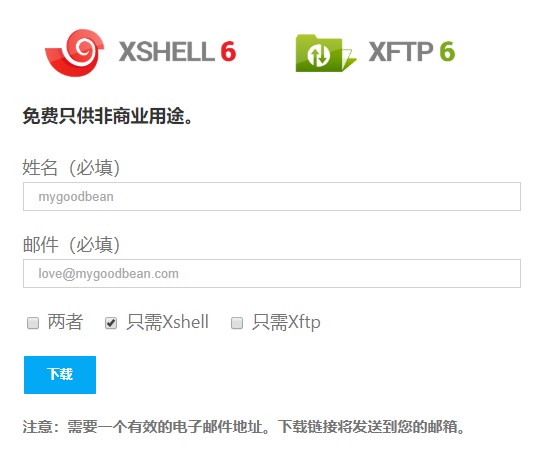 XSHELL 6 XFTP 6
免费只供非商业用途。
姓名（必填）
mygoodbean
邮件（必填）
love@mygoodbean.com
两者 只需Xshell 只需Xftp
下载
注意：需要一个有效的电子邮件地址。下载链接将发送到您的邮箱。